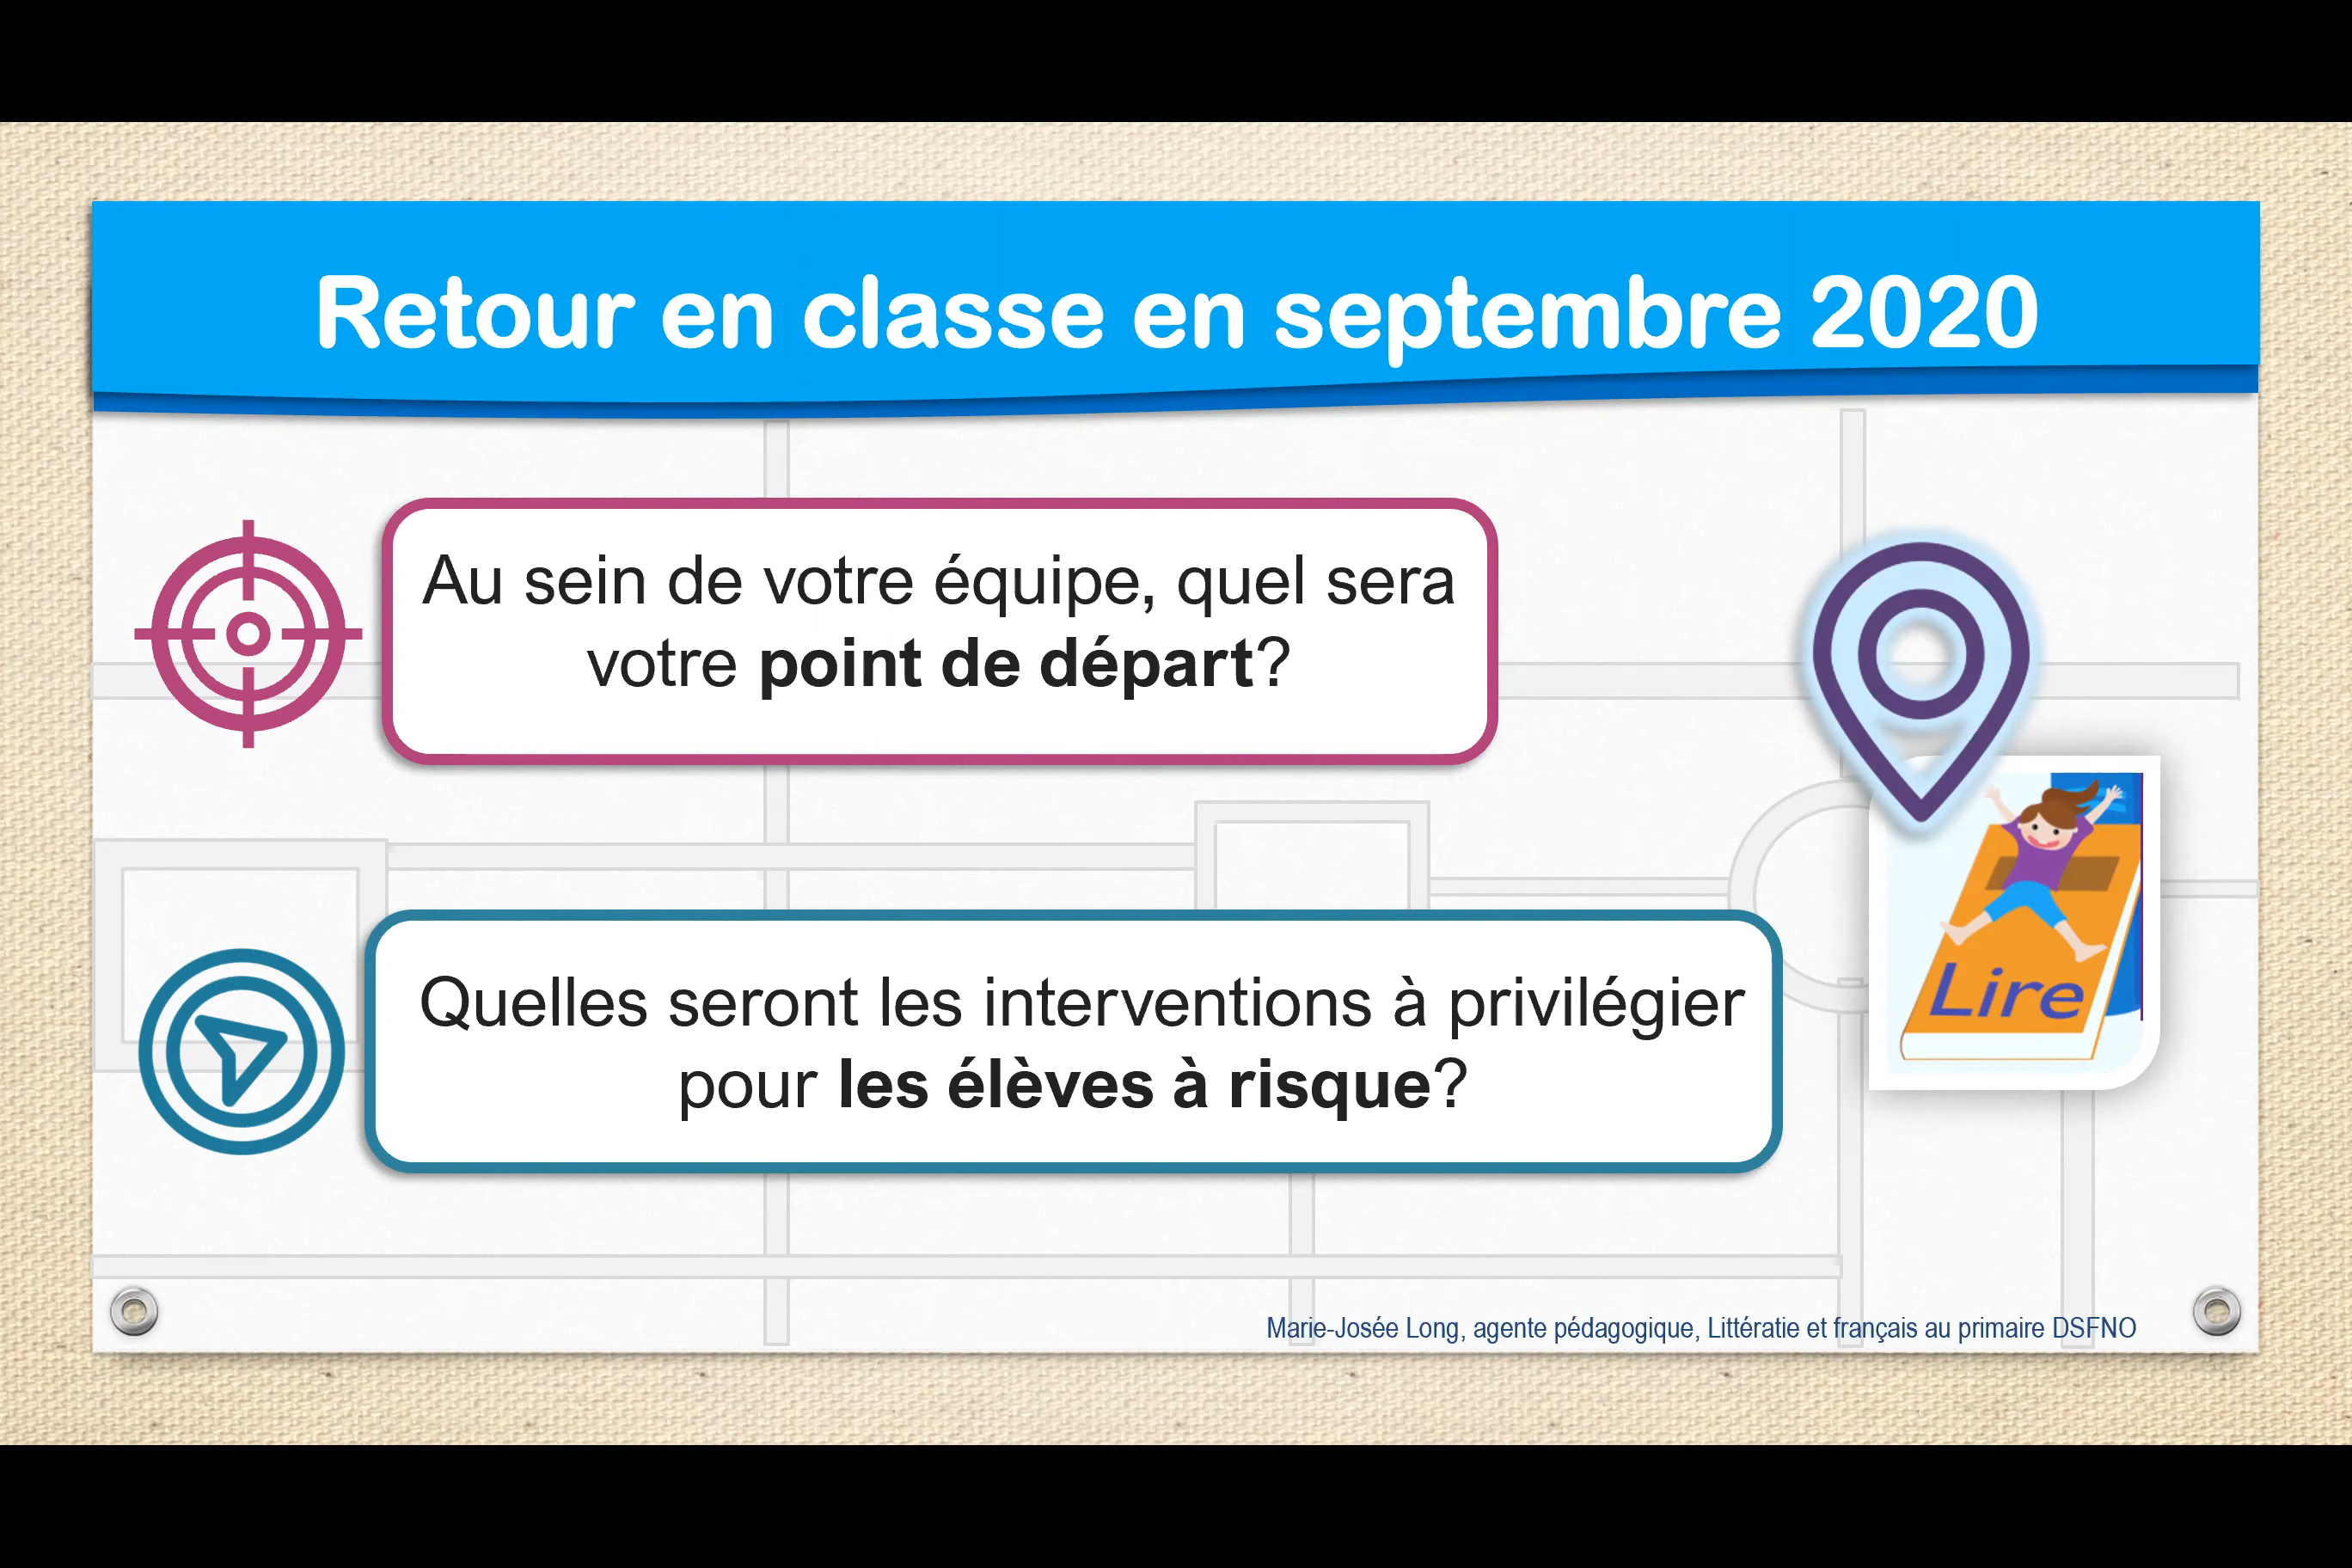 Retour en classe en septembre 2020
Au sein de votre équipe, quel sera
votre point de départ?
Quelles seront les interventions à privilégier
pour les élèves à risque?
Lire
Marie-Josée Long, agente pédagogique, Littératie et français au primaire DSFNO